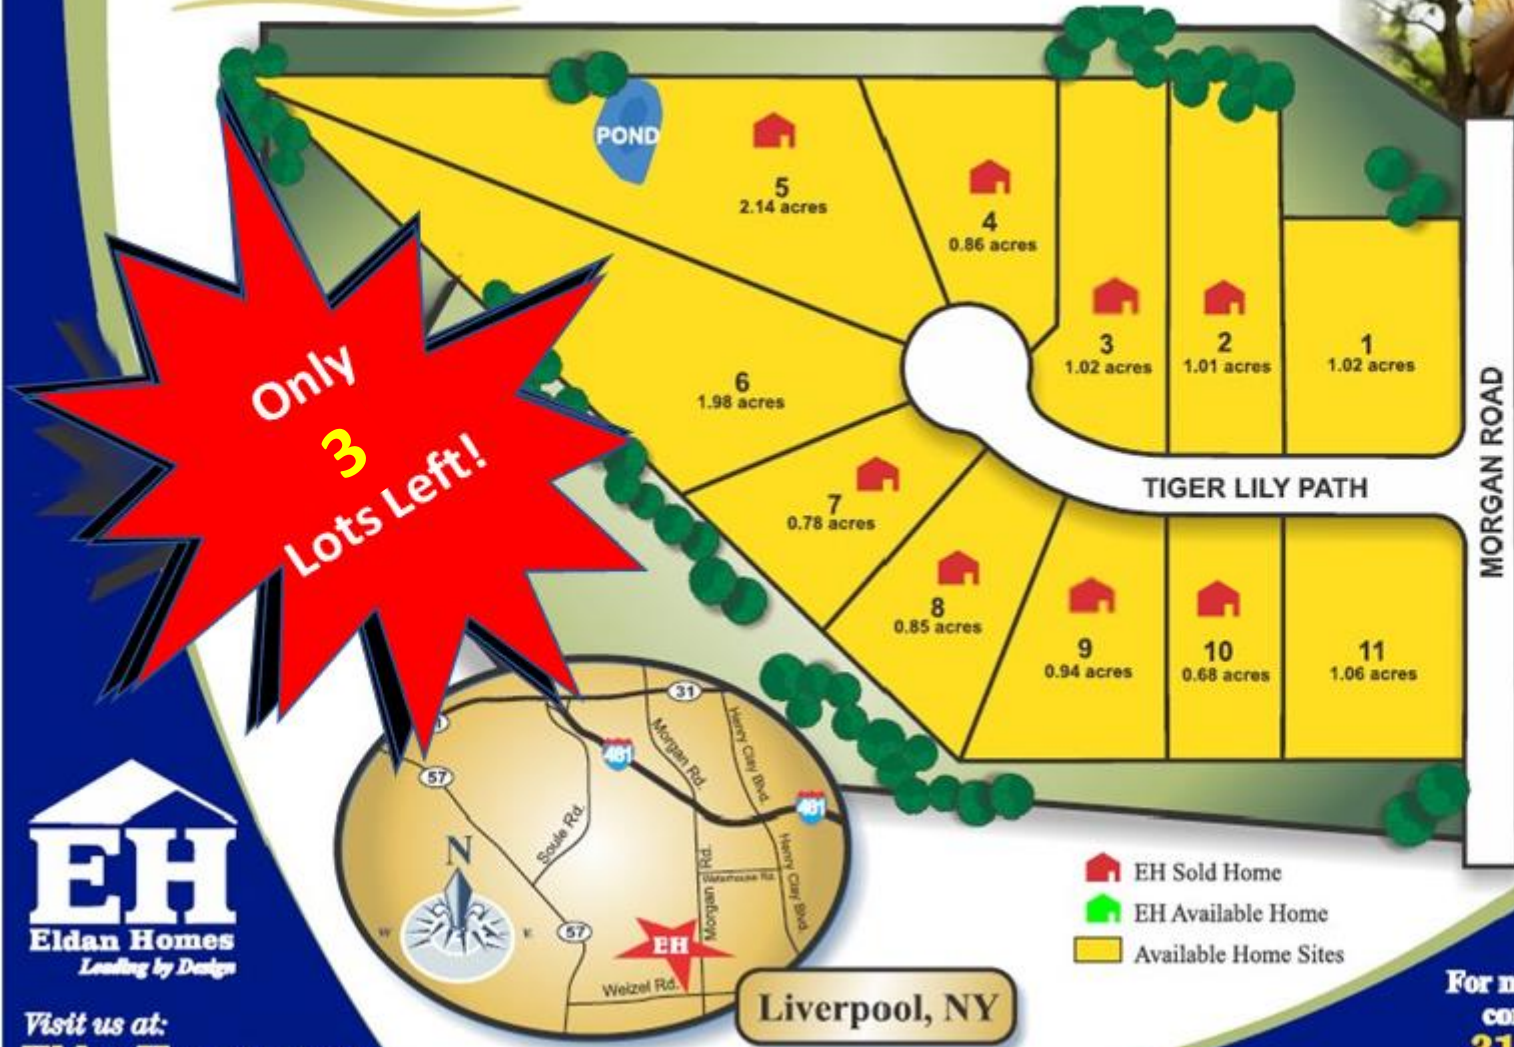 POND
5
2.14 acres
4
0.86 acres
3
1.02 acres
2
1.01 acres
1
1.02 acres
6
1.98 acres
7
0.78 acres
8
0.85 acres
9
0.94 acres
10
0.68 acres
11
1.06 acres
TIGER LILY PATH
MORGAN ROAD
Only
3
Lots Left!
31
481
57
Morgan Rd.
Henry Clay Blvd.
481
Soule Rd.
N
W
E
57
EH
Morgan Rd.
Waterhouse Rd.
Henry Clay Blvd.
Wetzel Rd.
Liverpool, NY
EH Sold Home
EH Available Home
Available Home Sites
EH
Eldan Homes
Leading by Design
Visit us at:
For